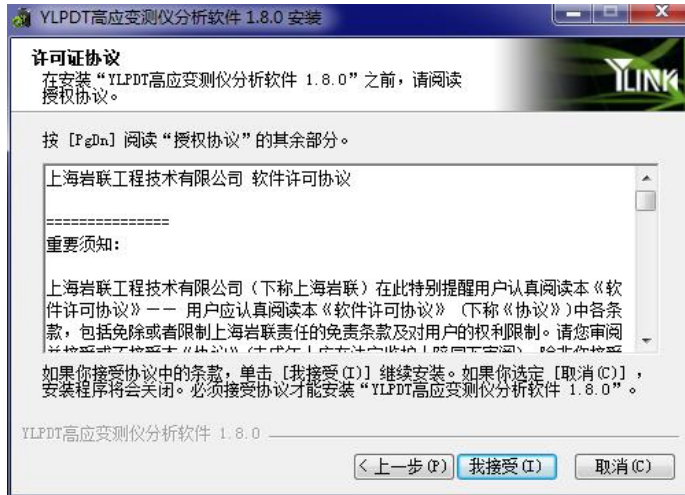 YLPDT高应变测仪分析软件 1.8.0 安装
许可证协议
在安装“YLPDT高应变测仪分析软件 1.8.0”之前，请阅读
授权协议。
YLINK
按 [PgDn] 阅读“授权协议”的其余部分。
上海岩联工程技术有限公司 软件许可协议
===============
重要须知：
上海岩联工程技术有限公司（下称上海岩联）在此特别提醒用户认真阅读本《软
件许可协议》—— 用户应认真阅读本《软件许可协议》（下称《协议》）中各条
款，包括免除或者限制上海岩联责任的免责条款及对用户的权利限制。请您审阅
如果你接受协议中的条款，单击 [我接受(I)] 继续安装。如果你选定 [取消(C)] ，
安装程序将会关闭。必须接受协议才能安装“YLPDT高应变测仪分析软件 1.8.0”。
YLPDT高应变测仪分析软件 1.8.0
< 上一步(P)
我接受(I)
取消(C)